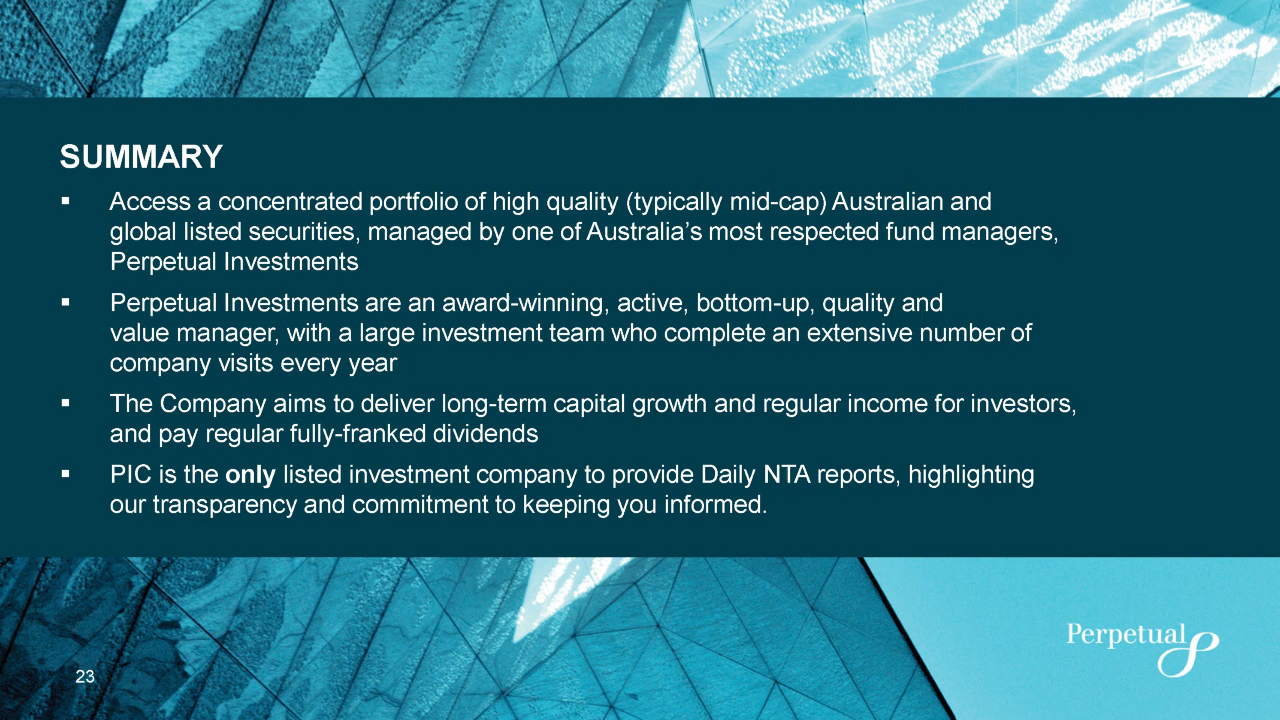 SUMMARY
▪ Access a concentrated portfolio of high quality (typically mid-cap) Australian and
global listed securities, managed by one of Australia’s most respected fund managers,
Perpetual Investments
▪ Perpetual Investments are an award-winning, active, bottom-up, quality and
value manager, with a large investment team who complete an extensive number of
company visits every year
▪ The Company aims to deliver long-term capital growth and regular income for investors,
and pay regular fully-franked dividends
▪ PIC is the only listed investment company to provide Daily NTA reports, highlighting
our transparency and commitment to keeping you informed.
Perpetual
23